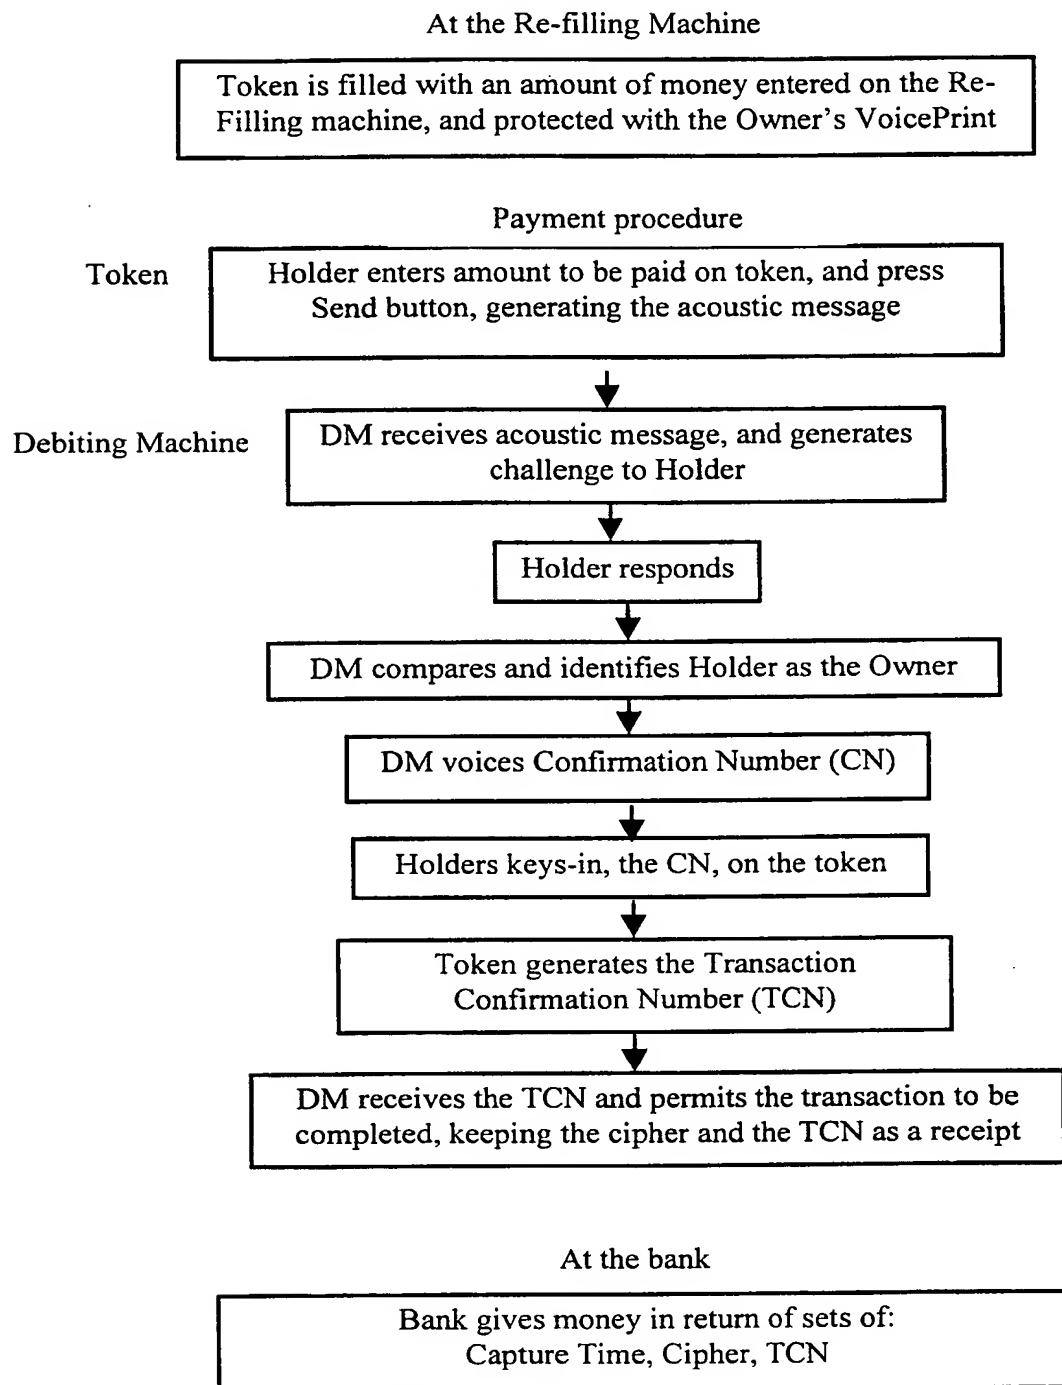 At the Re-filling Machine
Token is filled with an amount of money entered on the Re-
Filling machine, and protected with the Owner's VoicePrint
Payment procedure
Token
Holder enters amount to be paid on token, and press
Send button, generating the acoustic message
Debiting Machine
DM receives acoustic message, and generates
challenge to Holder
Holder responds
DM compares and identifies Holder as the Owner
DM voices Confirmation Number (CN)
Holders keys-in, the CN, on the token
Token generates the Transaction
Confirmation Number (TCN)
DM receives the TCN and permits the transaction to be
completed, keeping the cipher and the TCN as a receipt
At the bank
Bank gives money in return of sets of:
Capture Time, Cipher, TCN